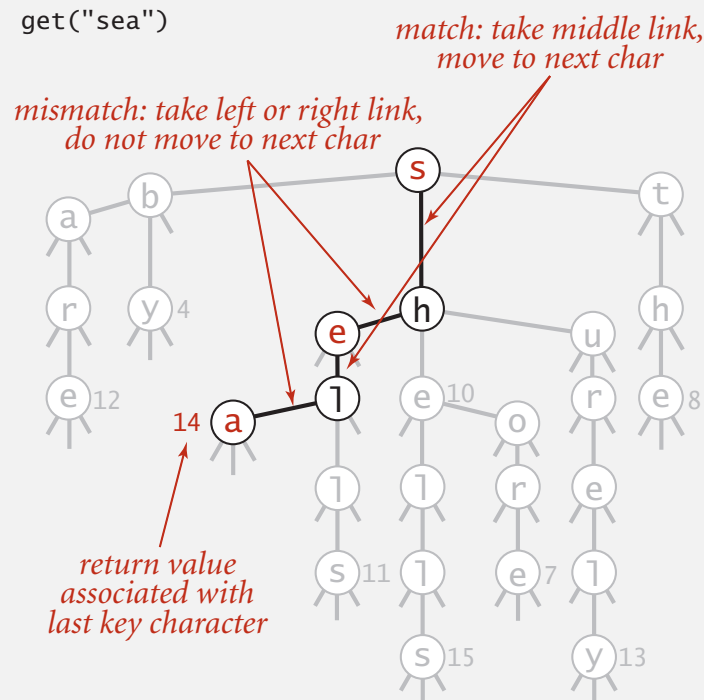 get("sea")
match: take middle link,
move to next char
mismatch: take left or right link,
do not move to next char
s
b
t
a
r
y 4
h
h
e
u
e 12
l
e 10
r
e 8
14 a
o
l
l
r
e
s 11
l
e 7
l
return value
associated with
last key character
s 15
y 13